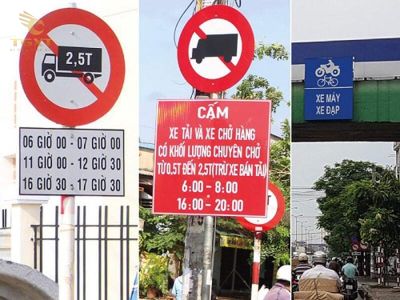 2,5T
06 GIỜ 00 - 07 GIỜ 00
11 GIỜ 00 - 12 GIỜ 30
16 GIỜ 30 - 17 GIỜ 30
CẤM
XE TẢI VÀ XE CHỞ HÀNG
CÓ KHỐI LƯỢNG CHUYÊN CHỞ
TỪ 0,5T ĐẾN 2,5T(TRỪ XE BÁN TẢI)
6:00 - 8:00
16:00 - 20:00
XE MÁY
XE ĐẠP